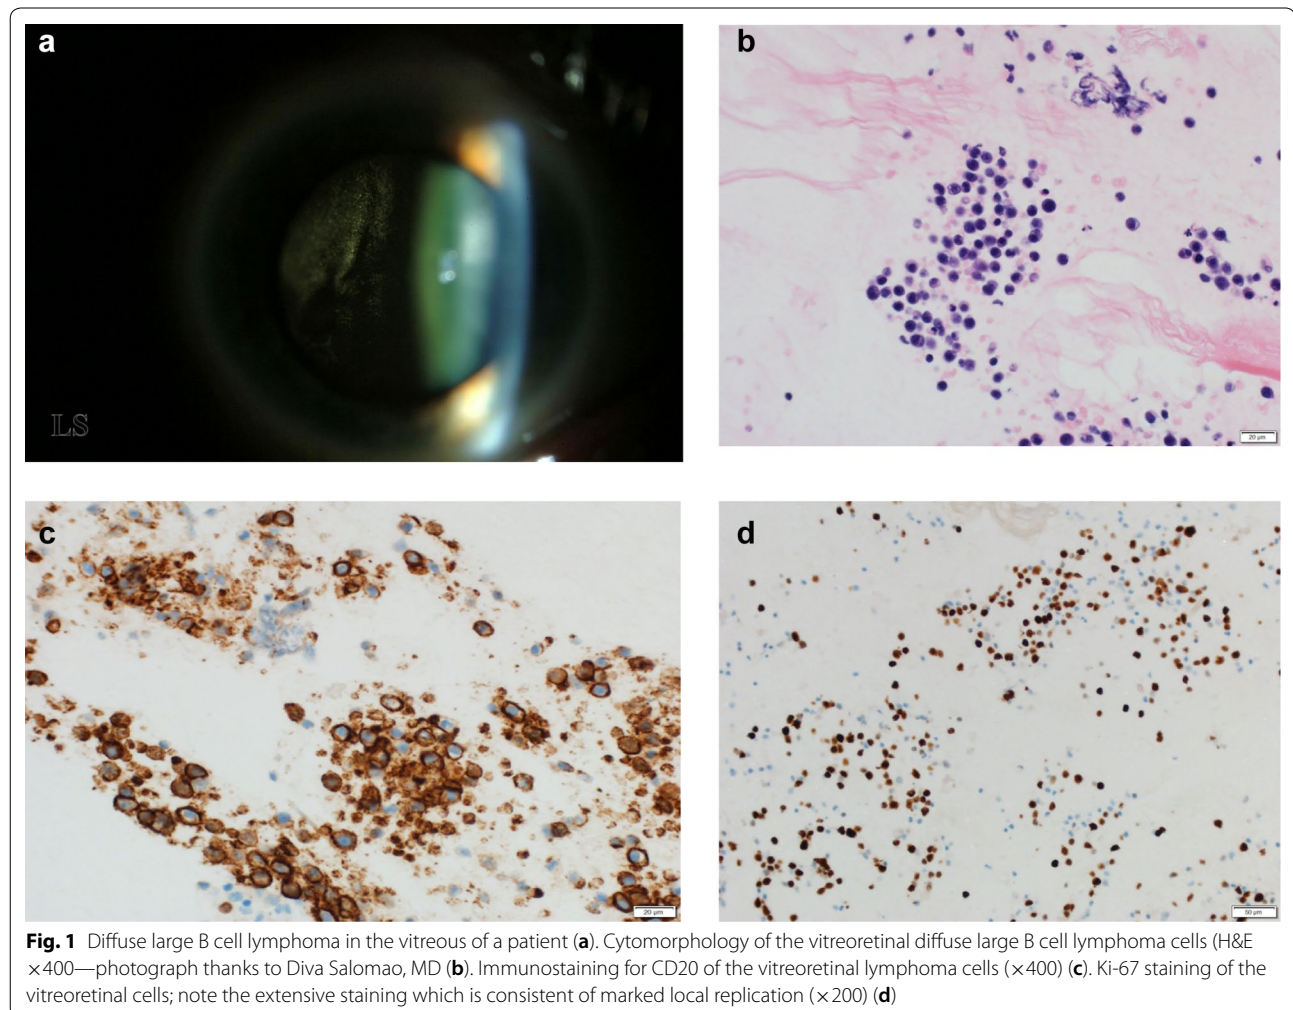 a
b
LS
20 µm
c
d
20 µm
50 µm
Fig. 1 Diffuse large B cell lymphoma in the vitreous of a patient (a). Cytomorphology of the vitreoretinal diffuse large B cell lymphoma cells (H&E
×400—photograph thanks to Diva Salomao, MD (b). Immunostaining for CD20 of the vitreoretinal lymphoma cells (×400) (c). Ki-67 staining of the
vitreoretinal cells; note the extensive staining which is consistent of marked local replication (×200) (d)